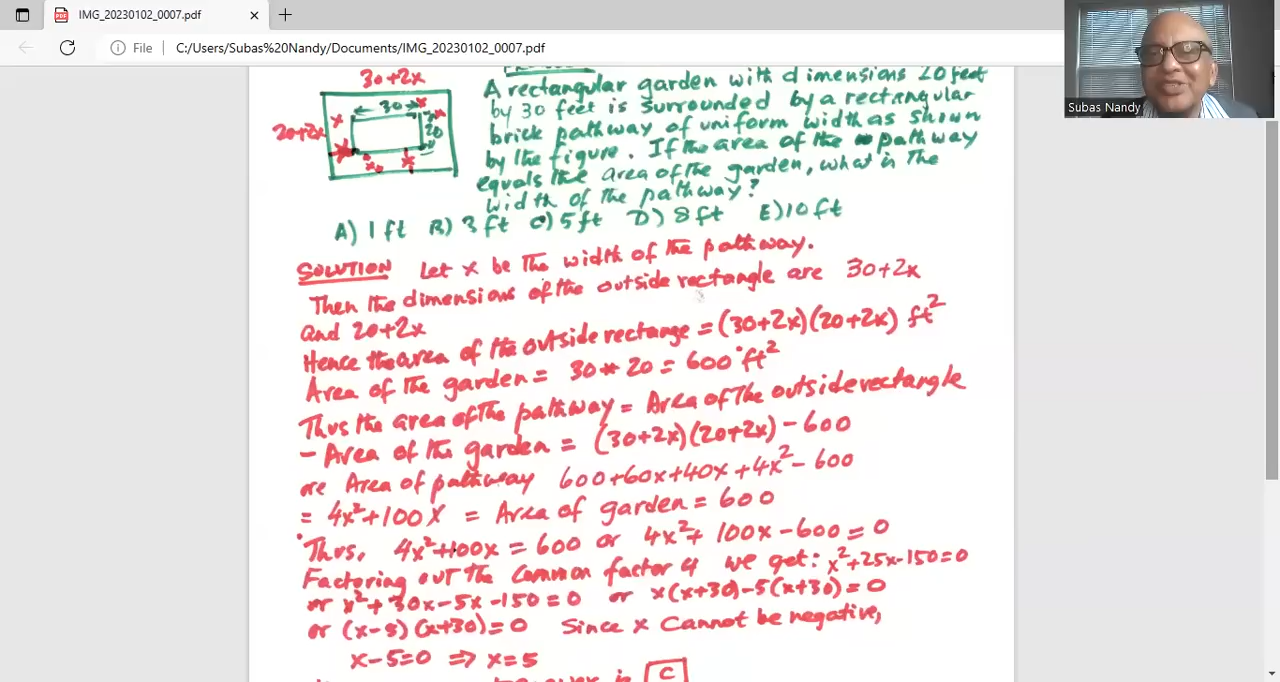 IMG_20230102_0007.pdf
File
C:/Users/Subas%20Nandy/Documents/IMG_20230102_0007.pdf
Subas Nandy
30+2x
30
20
20+2x
x
x
x
x
x
A rectangular garden with dimensions 20 feet
by 30 feet is surrounded by a rectangular
brick pathway of uniform width as shown
by the figure. If the area of the pathway
equals the area of the garden, what is the
width of the pathway?
A) 1 ft B) 3 ft C) 5 ft D) 8 ft E) 10 ft
SOLUTION Let x be the width of the pathway.
Then the dimensions of the outside rectangle are 30+2x
and 20+2x
Hence the area of the outside rectange = (30+2x)(20+2x) ft²
Area of the garden = 30 * 20 = 600 ft²
Thus the area of the pathway = Area of the outside rectangle
- Area of the garden = (30+2x)(20+2x) - 600
or Area of pathway 600+60x+40x+4x² - 600
= 4x²+100x = Area of garden = 600
Thus, 4x²+100x = 600 or 4x²+ 100x - 600 = 0
Factoring out the common factor 4 we get: x²+25x-150=0
or x²+30x-5x-150=0 or x(x+30)-5(x+30)=0
or (x-5)(x+30)=0 Since x cannot be negative,
x-5=0 ⇒ x=5
is C